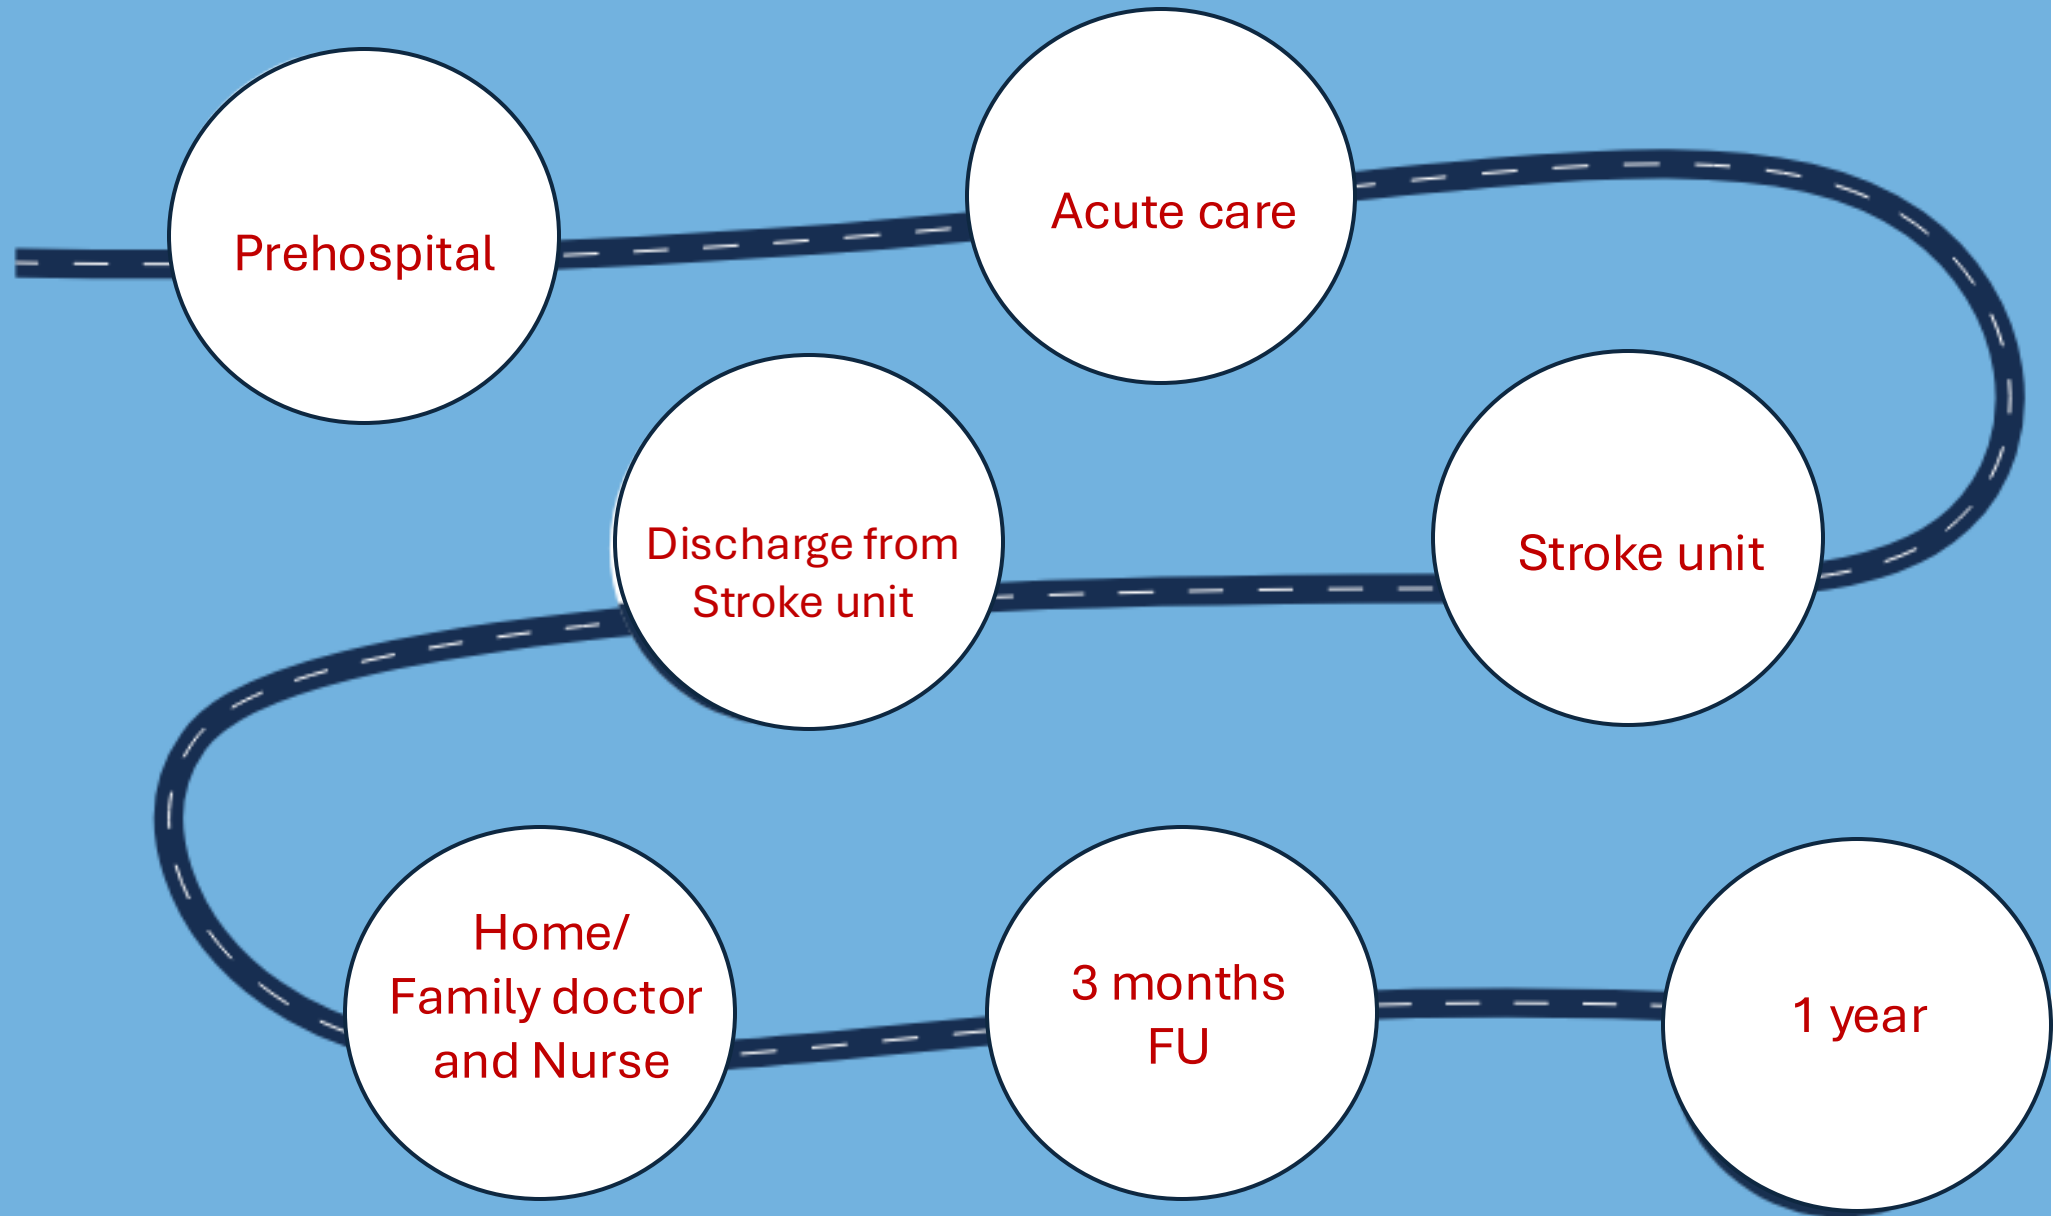 Prehospital
Acute care
Stroke unit
Discharge from
Stroke unit
Home/
Family doctor
and Nurse
3 months
FU
1 year